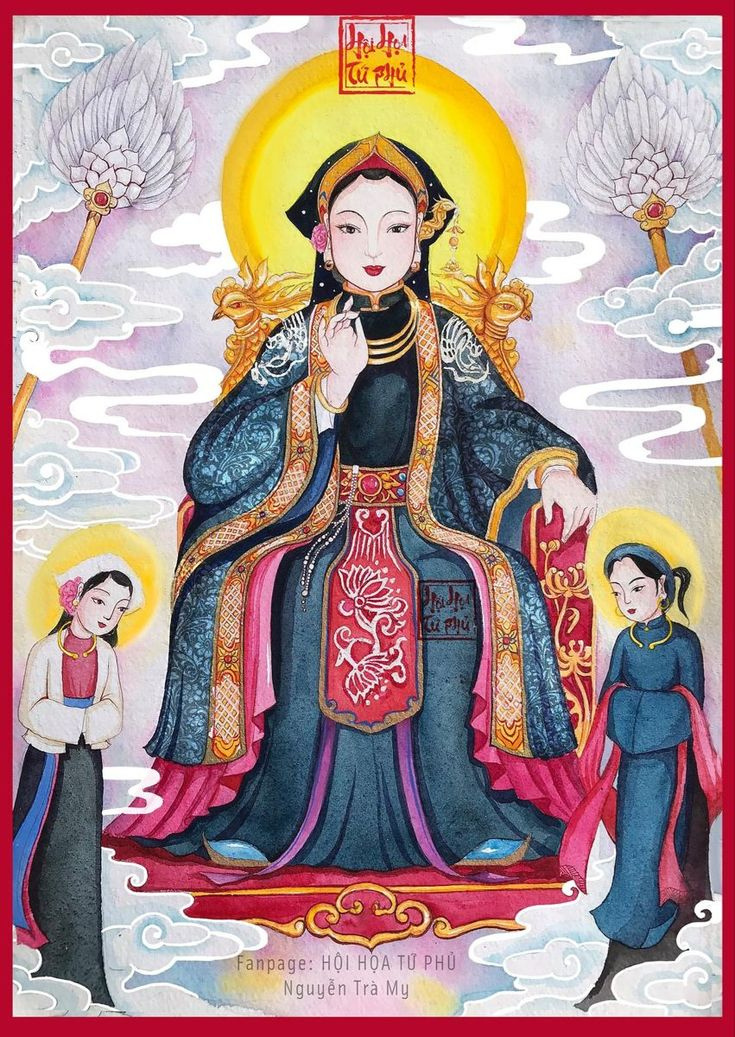 Hội Họa
Tứ Phủ
Hội Họa
Tứ Phủ
Fanpage: HỘI HỌA TỨ PHỦ
Nguyễn Trà My